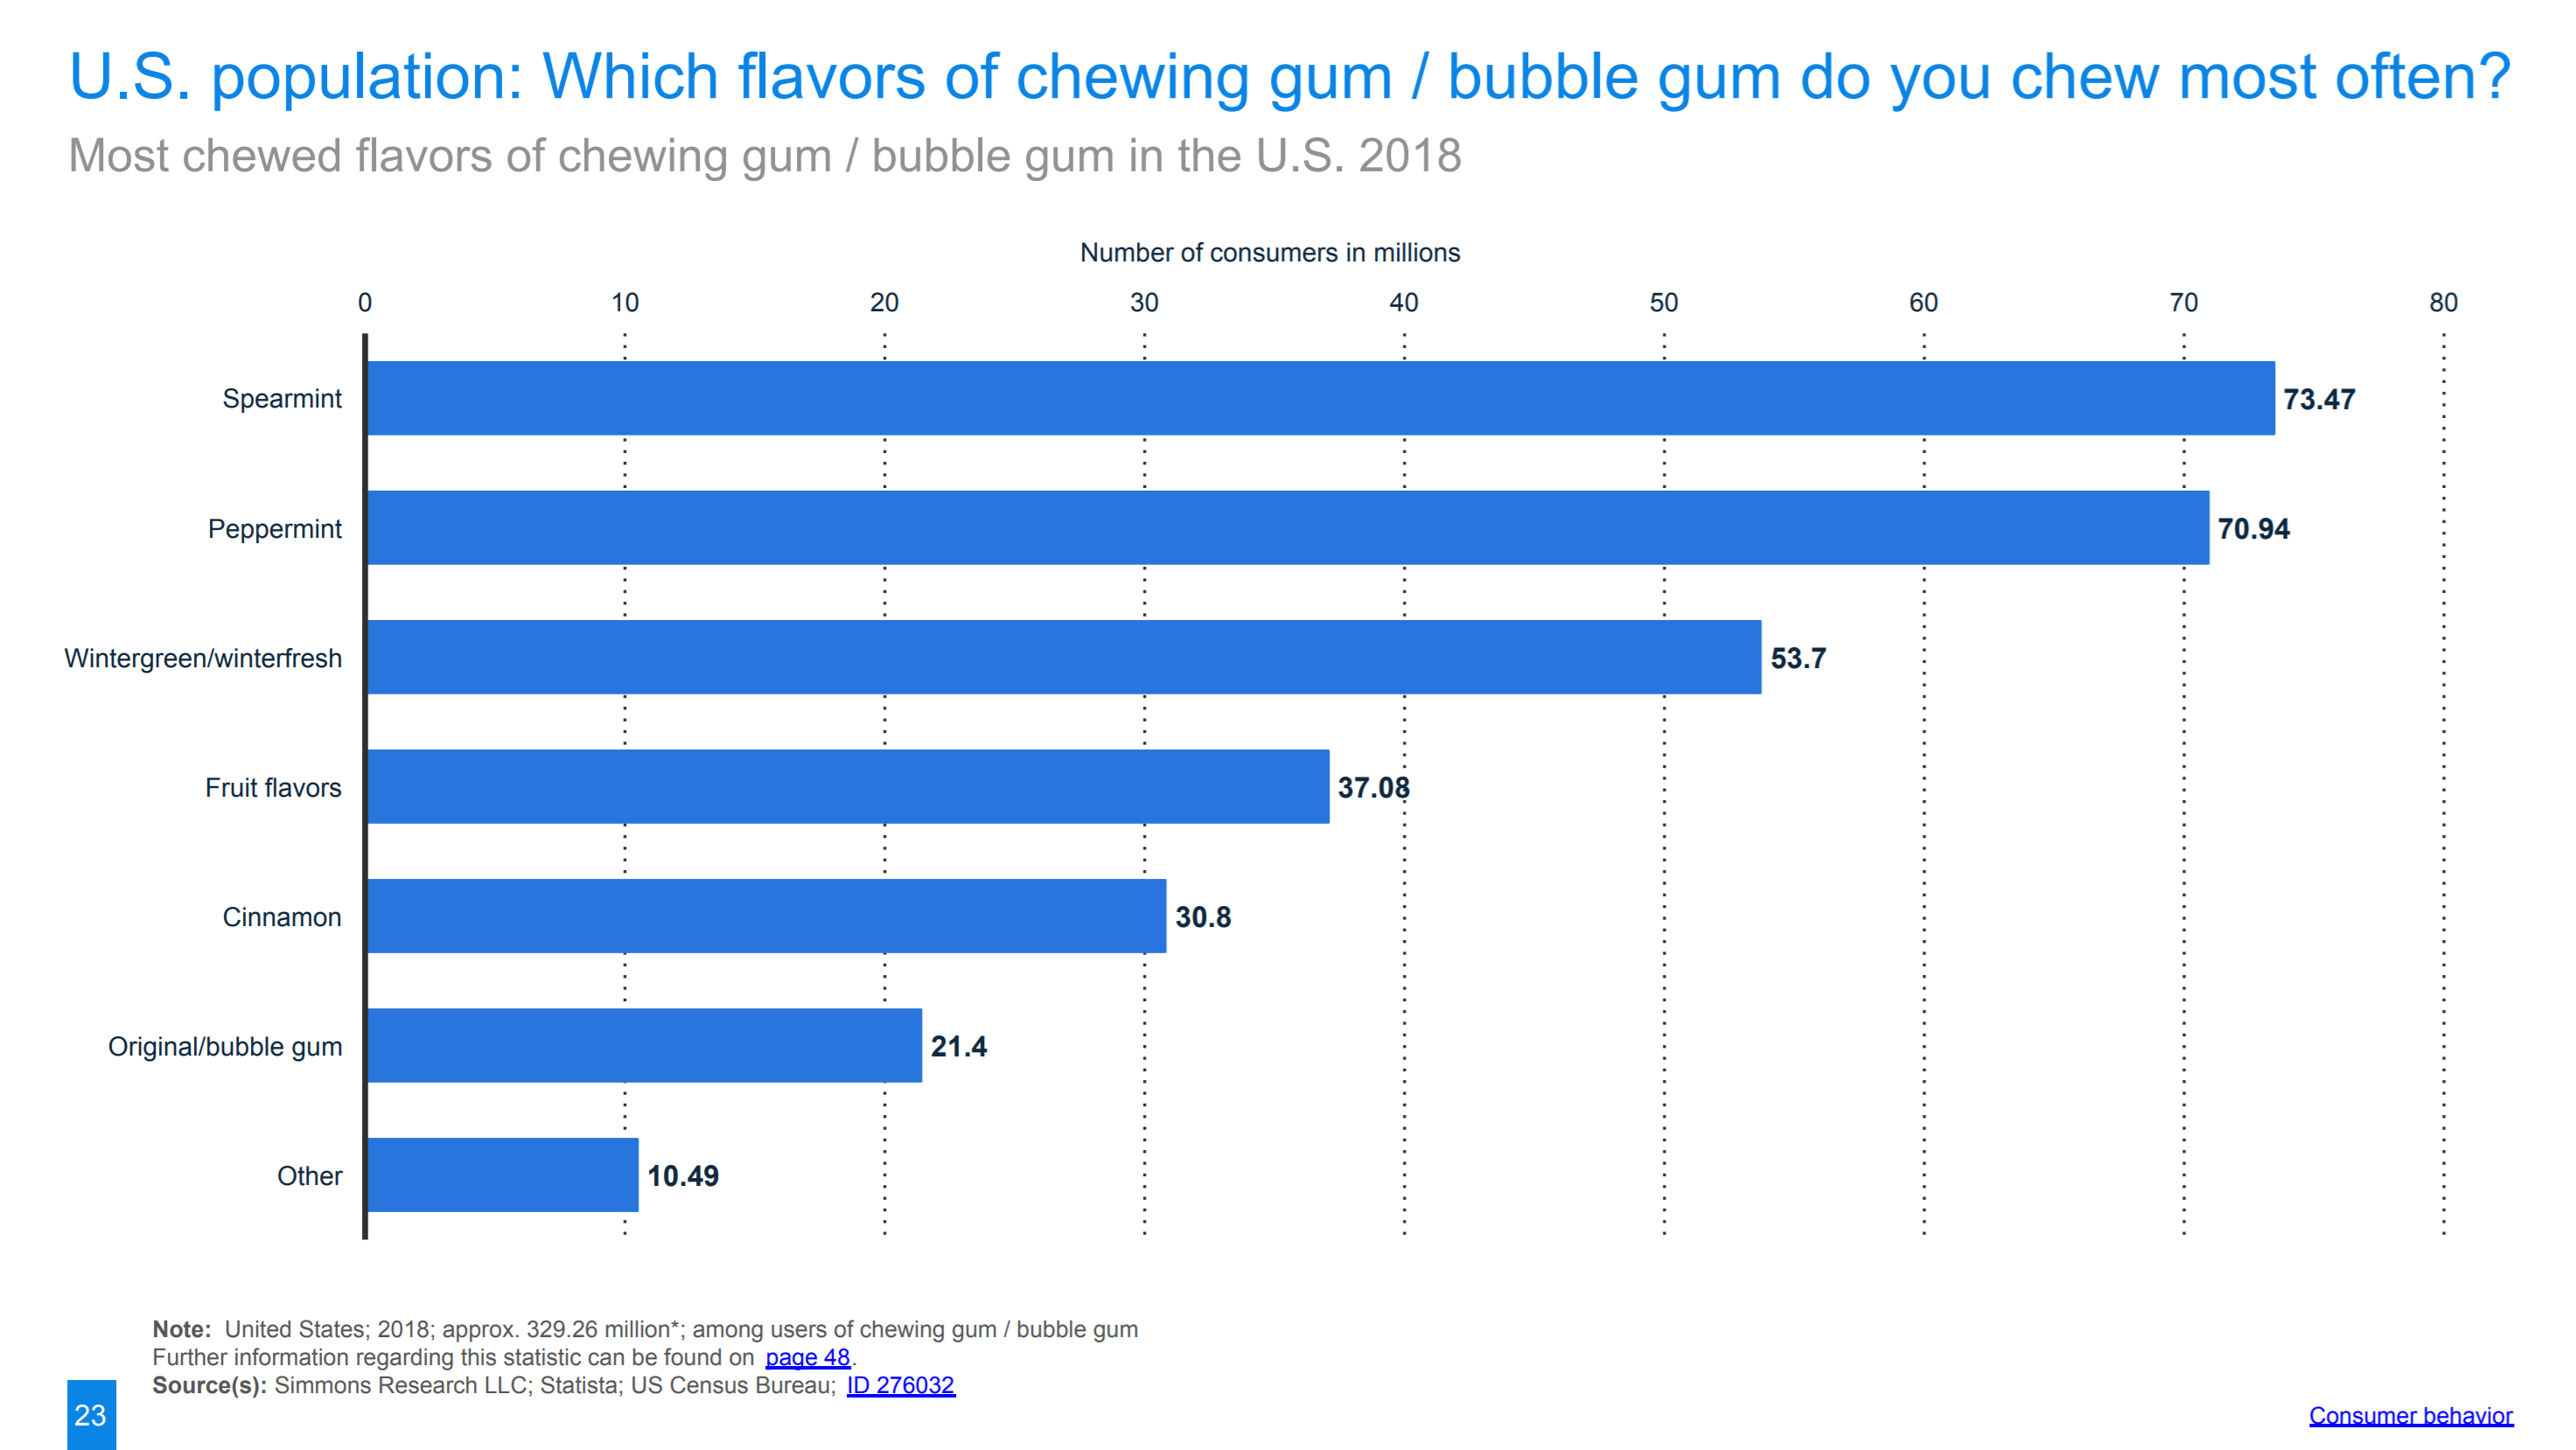 U.S. population: Which flavors of chewing gum / bubble gum do you chew most often?
Most chewed flavors of chewing gum / bubble gum in the U.S. 2018
Number of consumers in millions
0 10 20 30 40 50 60 70 80
Spearmint 73.47
Peppermint 70.94
Wintergreen/winterfresh 53.7
Fruit flavors 37.08
Cinnamon 30.8
Original/bubble gum 21.4
Other 10.49
Note: United States; 2018; approx. 329.26 million*; among users of chewing gum / bubble gum
Further information regarding this statistic can be found on page 48.
Source(s): Simmons Research LLC; Statista; US Census Bureau; ID 276032
23
Consumer behavior